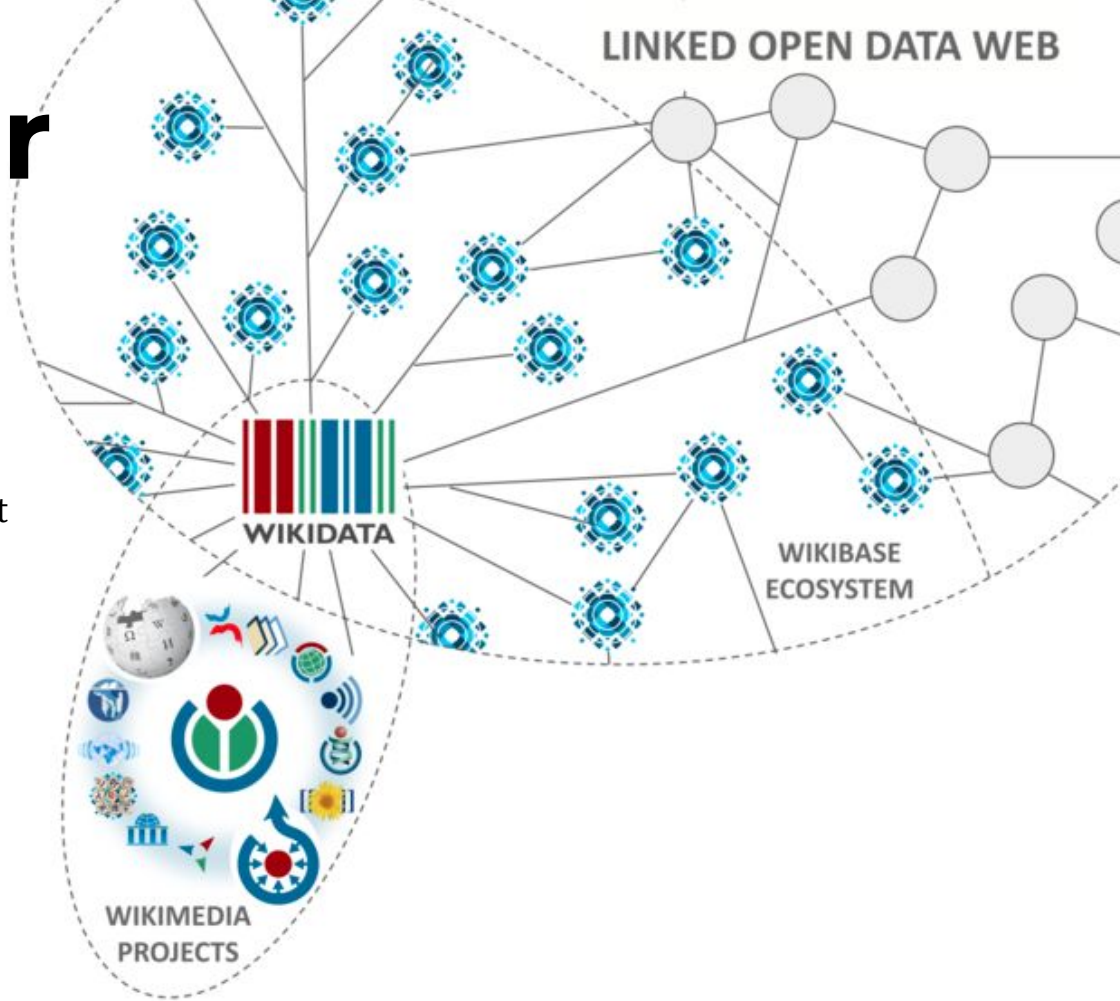 LINKED OPEN DATA WEB
r
t
WIKIDATA
WIKIBASE
ECOSYSTEM
Ω W И
WIKIMEDIA
PROJECTS